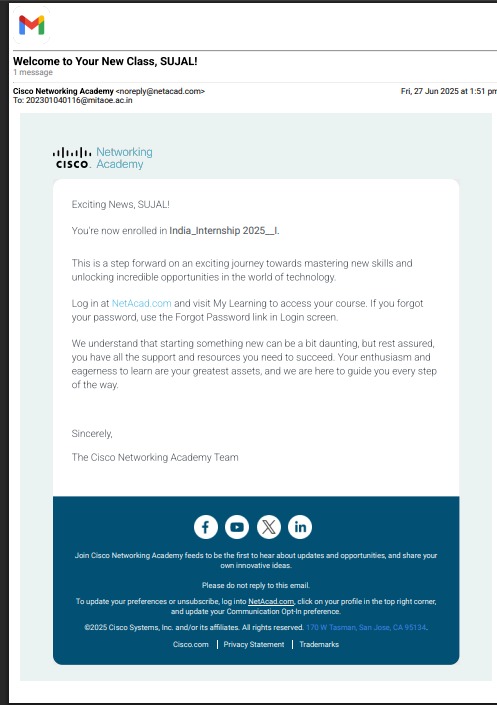 Welcome to Your New Class, SUJAL!
1 message
Cisco Networking Academy <noreply@netacad.com> Fri, 27 Jun 2025 at 1:51 pm
To: 202301040116@mitaoe.ac.in
CISCO. Networking Academy
Exciting News, SUJAL!
You're now enrolled in India_Internship 2025__I.
This is a step forward on an exciting journey towards mastering new skills and
unlocking incredible opportunities in the world of technology.
Log in at NetAcad.com and visit My Learning to access your course. If you forgot
your password, use the Forgot Password link in Login screen.
We understand that starting something new can be a bit daunting, but rest assured,
you have all the support and resources you need to succeed. Your enthusiasm and
eagerness to learn are your greatest assets, and we are here to guide you every step
of the way.
Sincerely,
The Cisco Networking Academy Team
Join Cisco Networking Academy feeds to be the first to hear about updates and opportunities, and share your
own innovative ideas.
Please do not reply to this email.
To update your preferences or unsubscribe, log into NetAcad.com, click on your profile in the top right corner,
and update your Communication Opt-In preference.
©2025 Cisco Systems, Inc. and/or its affiliates. All rights reserved. 170 W Tasman, San Jose, CA 95134.
Cisco.com | Privacy Statement | Trademarks